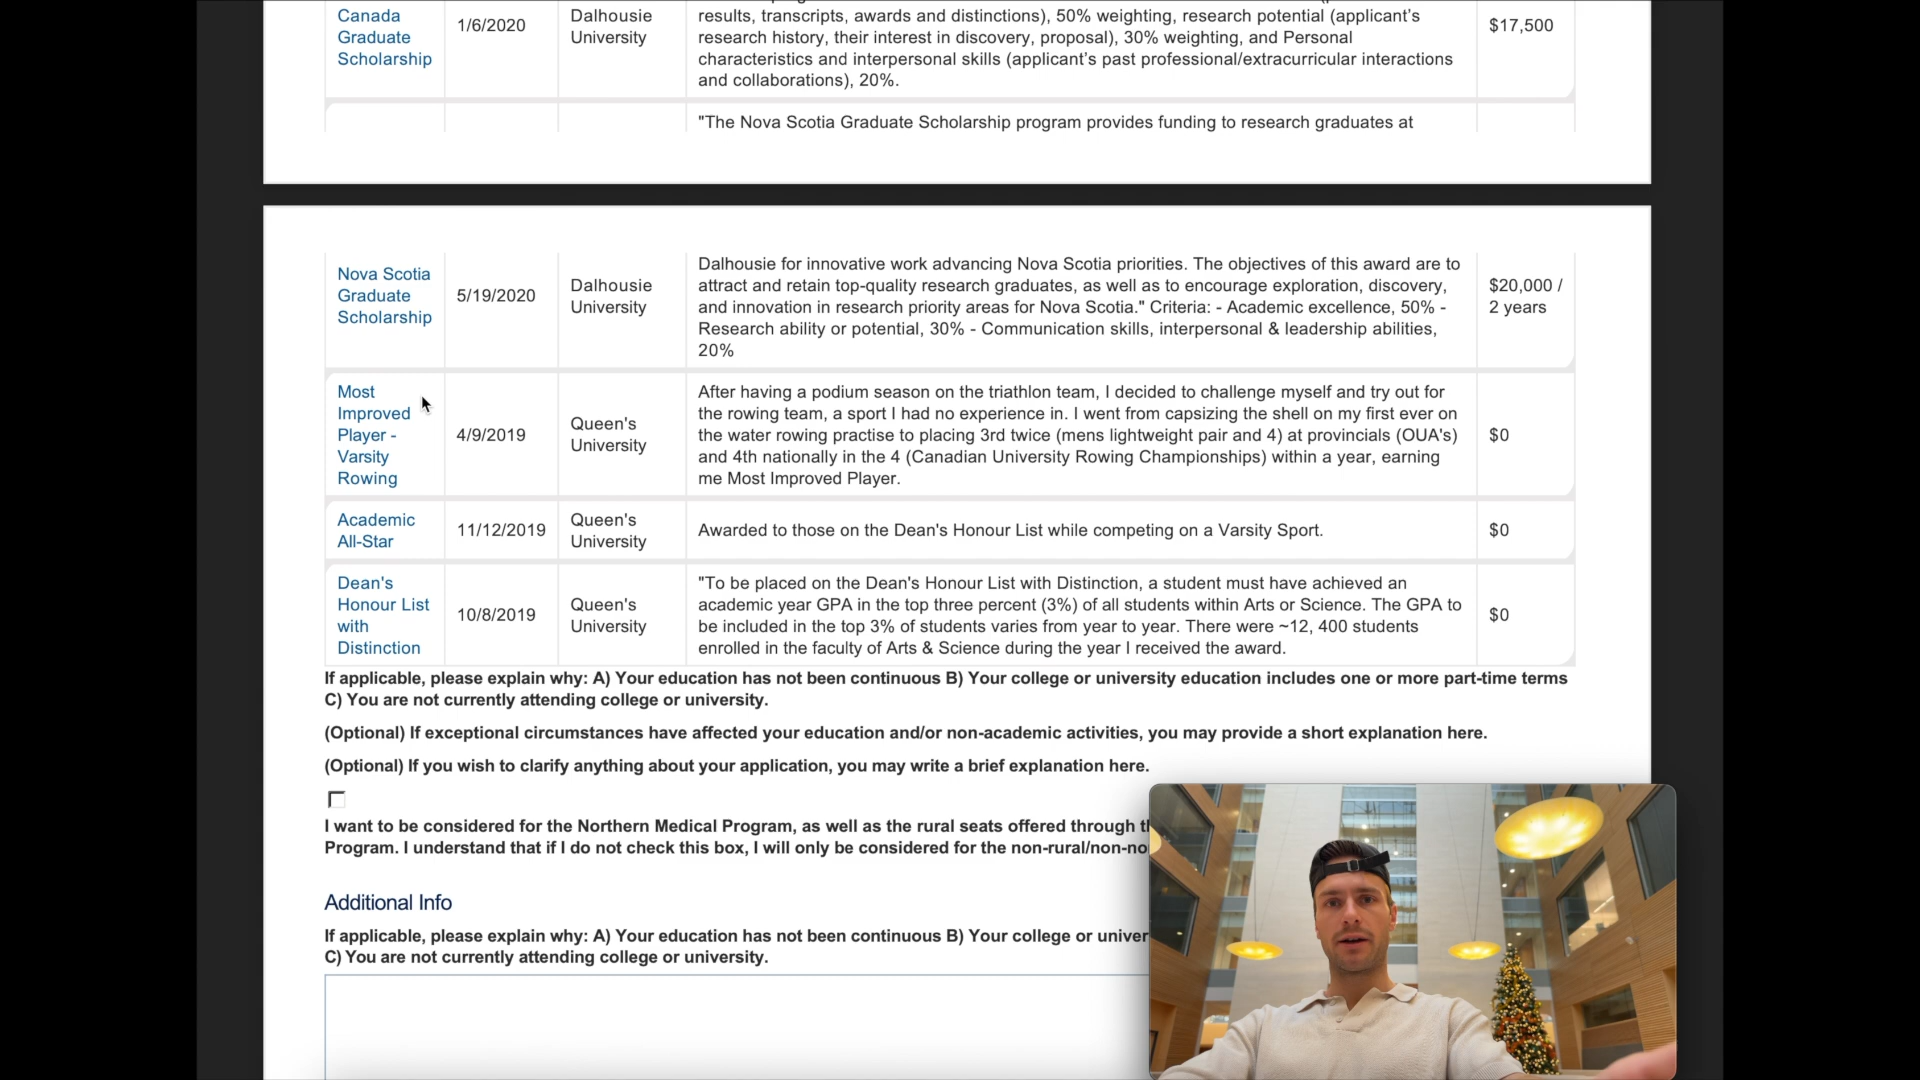 Canada
Graduate
Scholarship
1/6/2020
Dalhousie
University
results, transcripts, awards and distinctions), 50% weighting, research potential (applicant's
research history, their interest in discovery, proposal), 30% weighting, and Personal
characteristics and interpersonal skills (applicant's past professional/extracurricular interactions
and collaborations), 20%.
$17,500
"The Nova Scotia Graduate Scholarship program provides funding to research graduates at
Nova Scotia
Graduate
Scholarship
5/19/2020
Dalhousie
University
Dalhousie for innovative work advancing Nova Scotia priorities. The objectives of this award are to
attract and retain top-quality research graduates, as well as to encourage exploration, discovery,
and innovation in research priority areas for Nova Scotia." Criteria: - Academic excellence, 50% -
Research ability or potential, 30% - Communication skills, interpersonal & leadership abilities,
20%
$20,000 /
2 years
Most
Improved
Player -
Varsity
Rowing
4/9/2019
Queen's
University
After having a podium season on the triathlon team, I decided to challenge myself and try out for
the rowing team, a sport I had no experience in. I went from capsizing the shell on my first ever on
the water rowing practise to placing 3rd twice (mens lightweight pair and 4) at provincials (OUA's)
and 4th nationally in the 4 (Canadian University Rowing Championships) within a year, earning
me Most Improved Player.
$0
Academic
All-Star
11/12/2019
Queen's
University
Awarded to those on the Dean's Honour List while competing on a Varsity Sport.
$0
Dean's
Honour List
with
Distinction
10/8/2019
Queen's
University
"To be placed on the Dean's Honour List with Distinction, a student must have achieved an
academic year GPA in the top three percent (3%) of all students within Arts or Science. The GPA to
be included in the top 3% of students varies from year to year. There were ~12, 400 students
enrolled in the faculty of Arts & Science during the year I received the award.
$0
If applicable, please explain why: A) Your education has not been continuous B) Your college or university education includes one or more part-time terms
C) You are not currently attending college or university.
(Optional) If exceptional circumstances have affected your education and/or non-academic activities, you may provide a short explanation here.
(Optional) If you wish to clarify anything about your application, you may write a brief explanation here.
I want to be considered for the Northern Medical Program, as well as the rural seats offered through
Program. I understand that if I do not check this box, I will only be considered for the
Additional Info
If applicable, please explain why: A) Your education has not been continuous B) Your college or
C) You are not currently attending college or university.